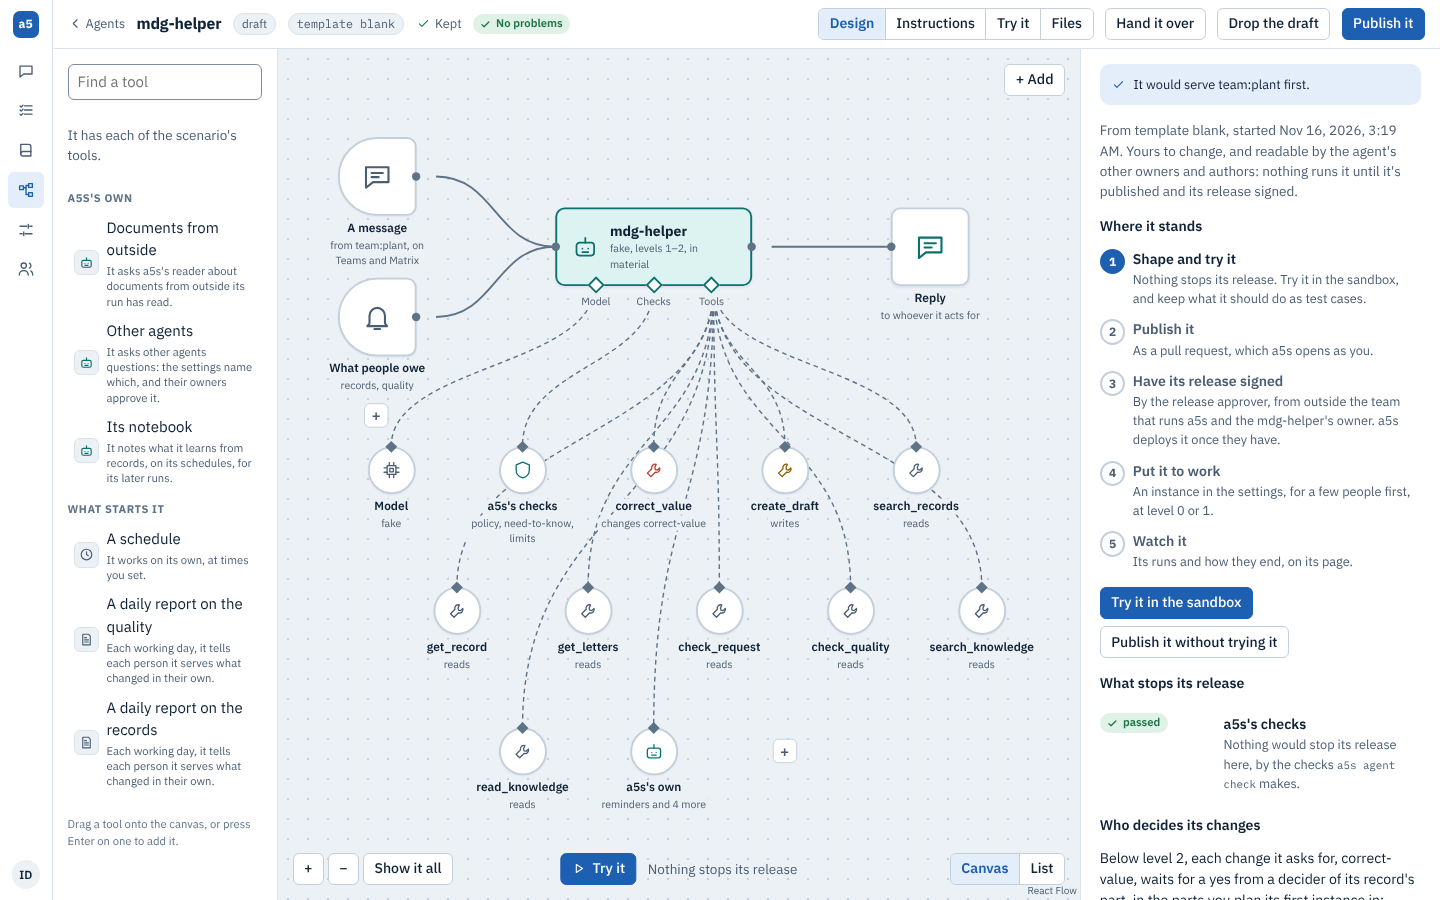 a5
Agents
mdg-helper
draft
template blank
Kept
No problems
Design
Instructions
Try it
Files
Hand it over
Drop the draft
Publish it
Find a tool
It has each of the scenario's
tools.
A5S'S OWN
Documents from
outside
It asks a5s's reader about
documents from outside its
run has read.
Other agents
It asks other agents
questions: the settings name
which, and their owners
approve it.
Its notebook
It notes what it learns from
records, on its schedules, for
its later runs.
WHAT STARTS IT
A schedule
It works on its own, at times
you set.
A daily report on the
quality
Each working day, it tells
each person it serves what
changed in their own.
A daily report on the
records
Each working day, it tells
each person it serves what
changed in their own.
Drag a tool onto the canvas, or press
Enter on one to add it.
ID
+ Add
A message
from team:plant, on
Teams and Matrix
What people owe
records, quality
+
mdg-helper
fake, levels 1–2, in
material
Model
Checks
Tools
Reply
to whoever it acts for
Model
fake
a5s's checks
policy, need-to-know,
limits
correct_value
changes correct-value
create_draft
writes
search_records
reads
get_record
reads
get_letters
reads
check_request
reads
check_quality
reads
search_knowledge
reads
read_knowledge
reads
a5s's own
reminders and 4 more
+
+
−
Show it all
Try it
Nothing stops its release
Canvas
List
React Flow
It would serve team:plant first.
From template blank, started Nov 16, 2026, 3:19
AM. Yours to change, and readable by the agent's
other owners and authors: nothing runs it until it's
published and its release signed.
Where it stands
1
Shape and try it
Nothing stops its release. Try it in the sandbox,
and keep what it should do as test cases.
2
Publish it
As a pull request, which a5s opens as you.
3
Have its release signed
By the release approver, from outside the team
that runs a5s and the mdg-helper's owner. a5s
deploys it once they have.
4
Put it to work
An instance in the settings, for a few people first,
at level 0 or 1.
5
Watch it
Its runs and how they end, on its page.
Try it in the sandbox
Publish it without trying it
What stops its release
passed
a5s's checks
Nothing would stop its release
here, by the checks a5s agent
check makes.
Who decides its changes
Below level 2, each change it asks for, correct-
value, waits for a yes from a decider of its record's
part, in the parts you plan its first instance in: